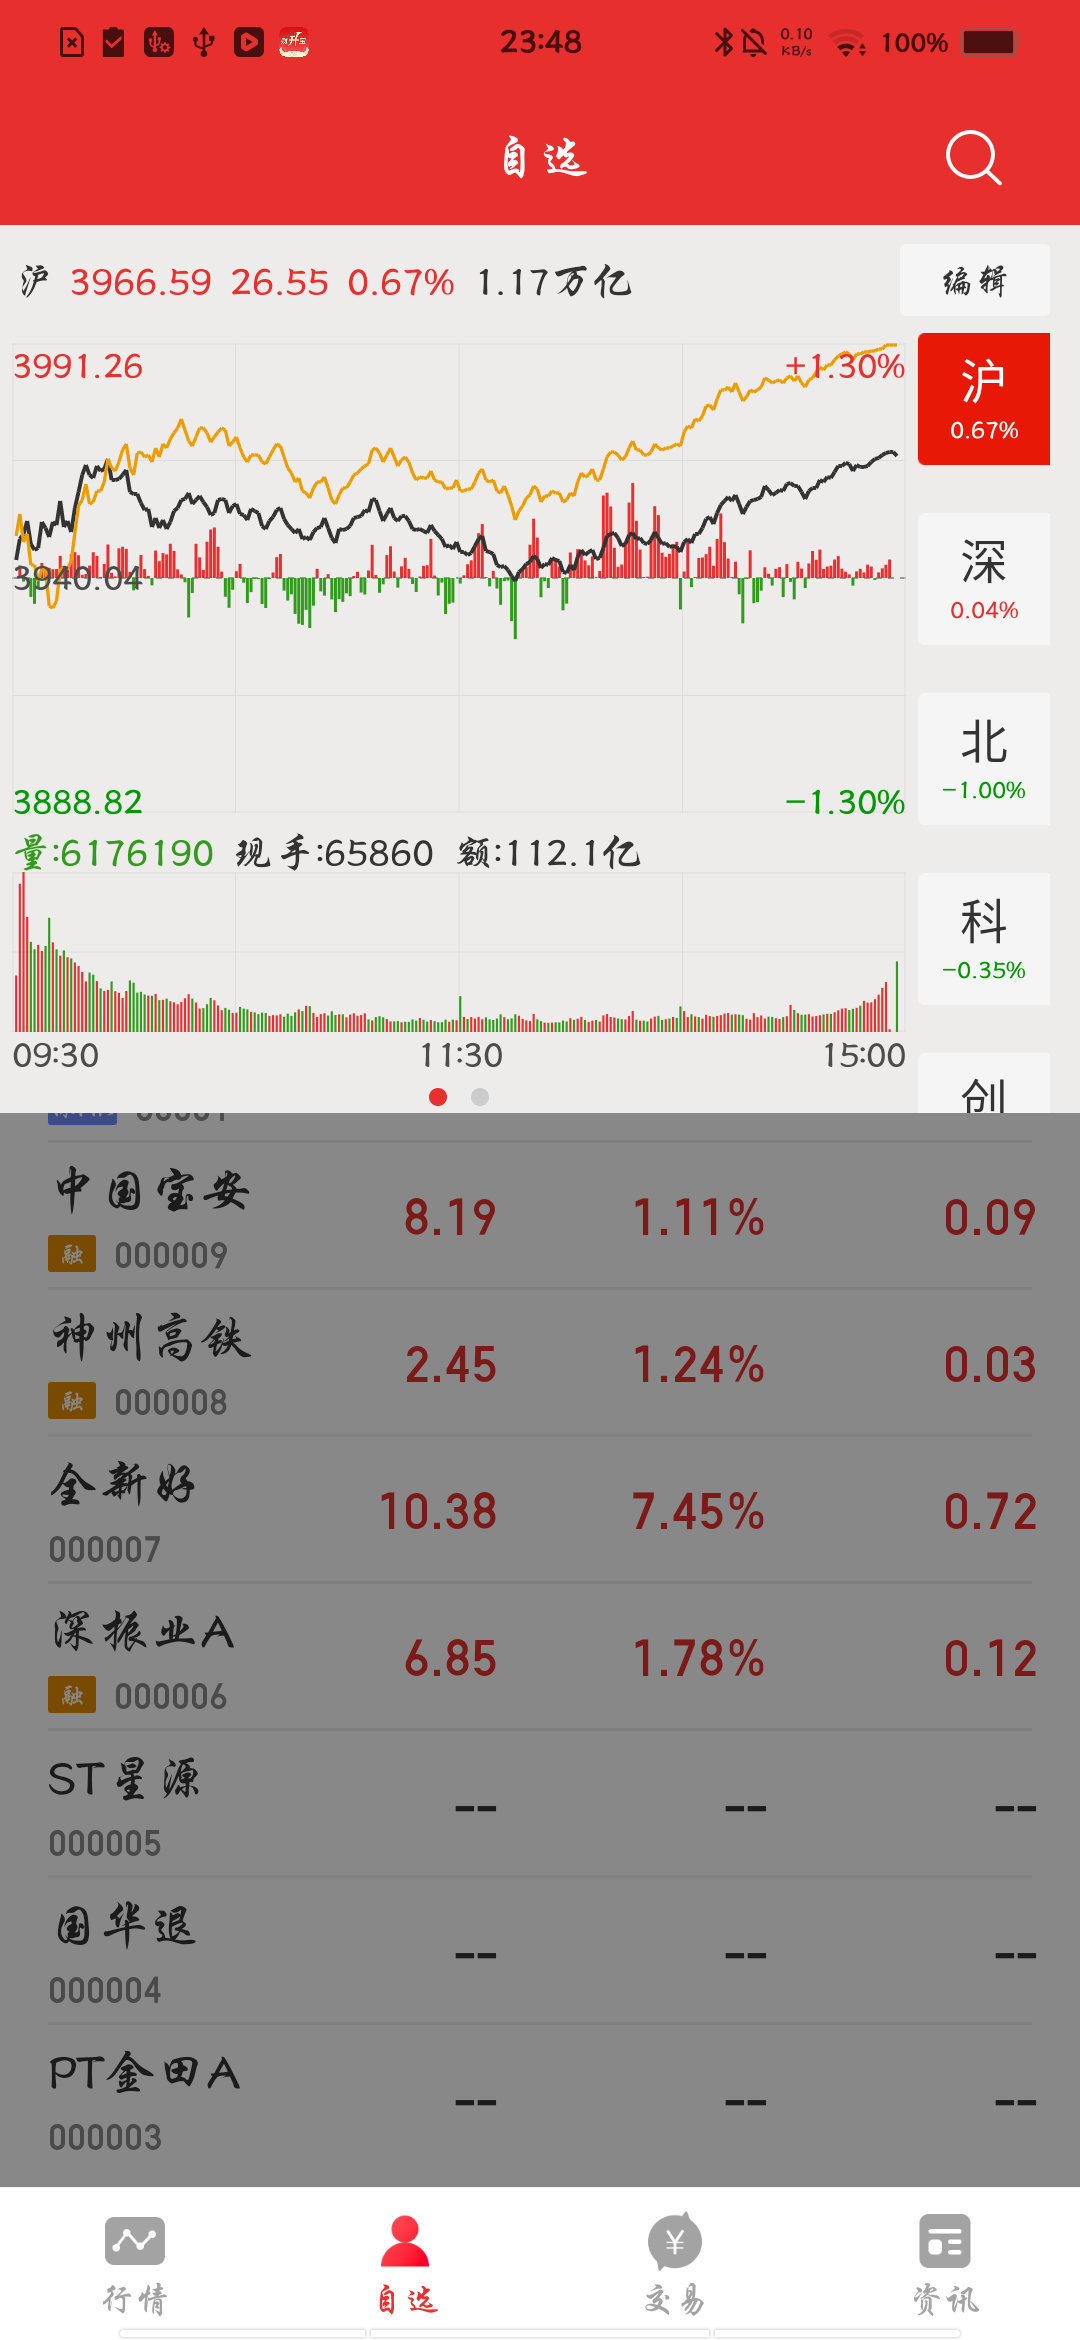 23:48
0.10 KB/s
100%
自选
沪 3966.59 26.55 0.67% 1.17万亿
编辑
3991.26
+1.30%
3940.04
3888.82
-1.30%
沪
0.67%
深
0.04%
北
-1.00%
科
-0.35%
创
量:6176190 现手:65860 额:112.1亿
09:30
11:30
15:00
中国宝安
8.19 1.11% 0.09
融 000009
神州高铁
2.45 1.24% 0.03
融 000008
全新好
10.38 7.45% 0.72
000007
深振业A
6.85 1.78% 0.12
融 000006
ST星源
-- -- --
000005
国华退
-- -- --
000004
PT金田A
-- -- --
000003
行情
自选
交易
资讯